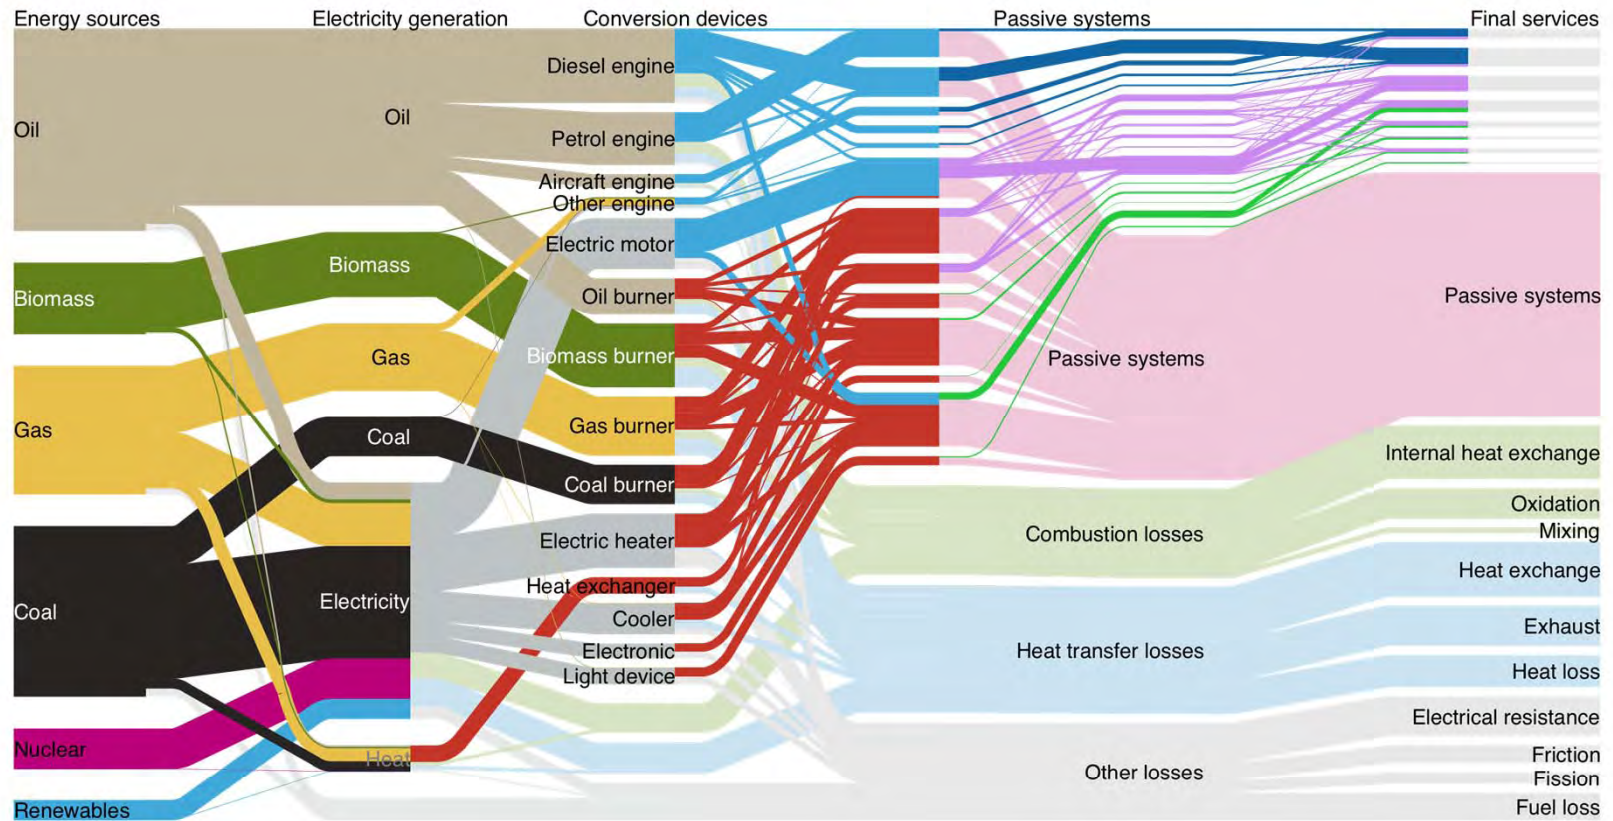 Energy sources
Electricity generation
Conversion devices
Passive systems
Final services
Oil
Biomass
Gas
Coal
Nuclear
Renewables
Oil
Biomass
Gas
Coal
Electricity
Heat
Diesel engine
Petrol engine
Aircraft engine
Other engine
Electric motor
Oil burner
Biomass burner
Gas burner
Coal burner
Electric heater
Heat exchanger
Cooler
Electronic
Light device
Passive systems
Combustion losses
Heat transfer losses
Other losses
Passive systems
Internal heat exchange
Oxidation
Mixing
Heat exchange
Exhaust
Heat loss
Electrical resistance
Friction
Fission
Fuel loss